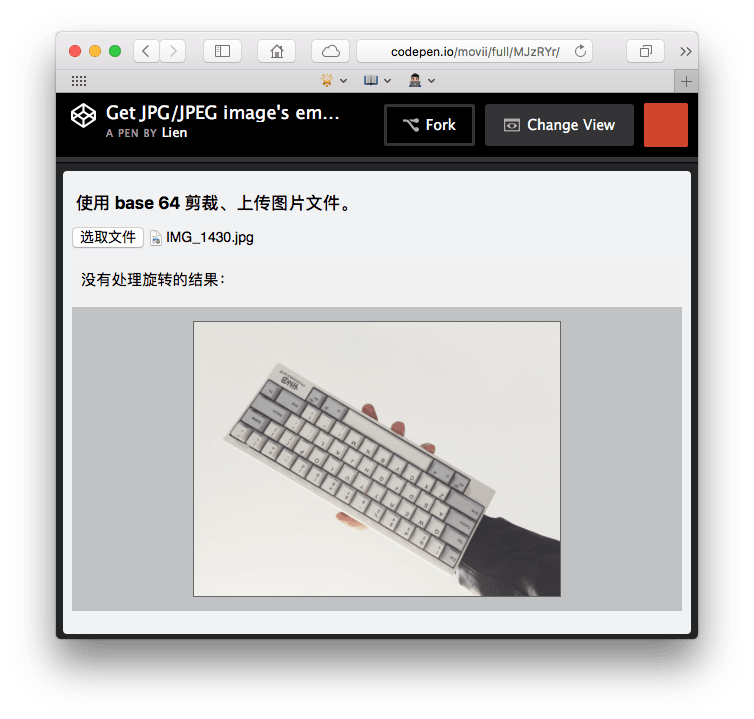 codepen.io/movii/full/MJzRYr/
Get JPG/JPEG image's em...
A PEN BY Lien
Fork
Change View
使用 base 64 剪裁、上传图片文件。
选取文件 IMG_1430.jpg
没有处理旋转的结果：